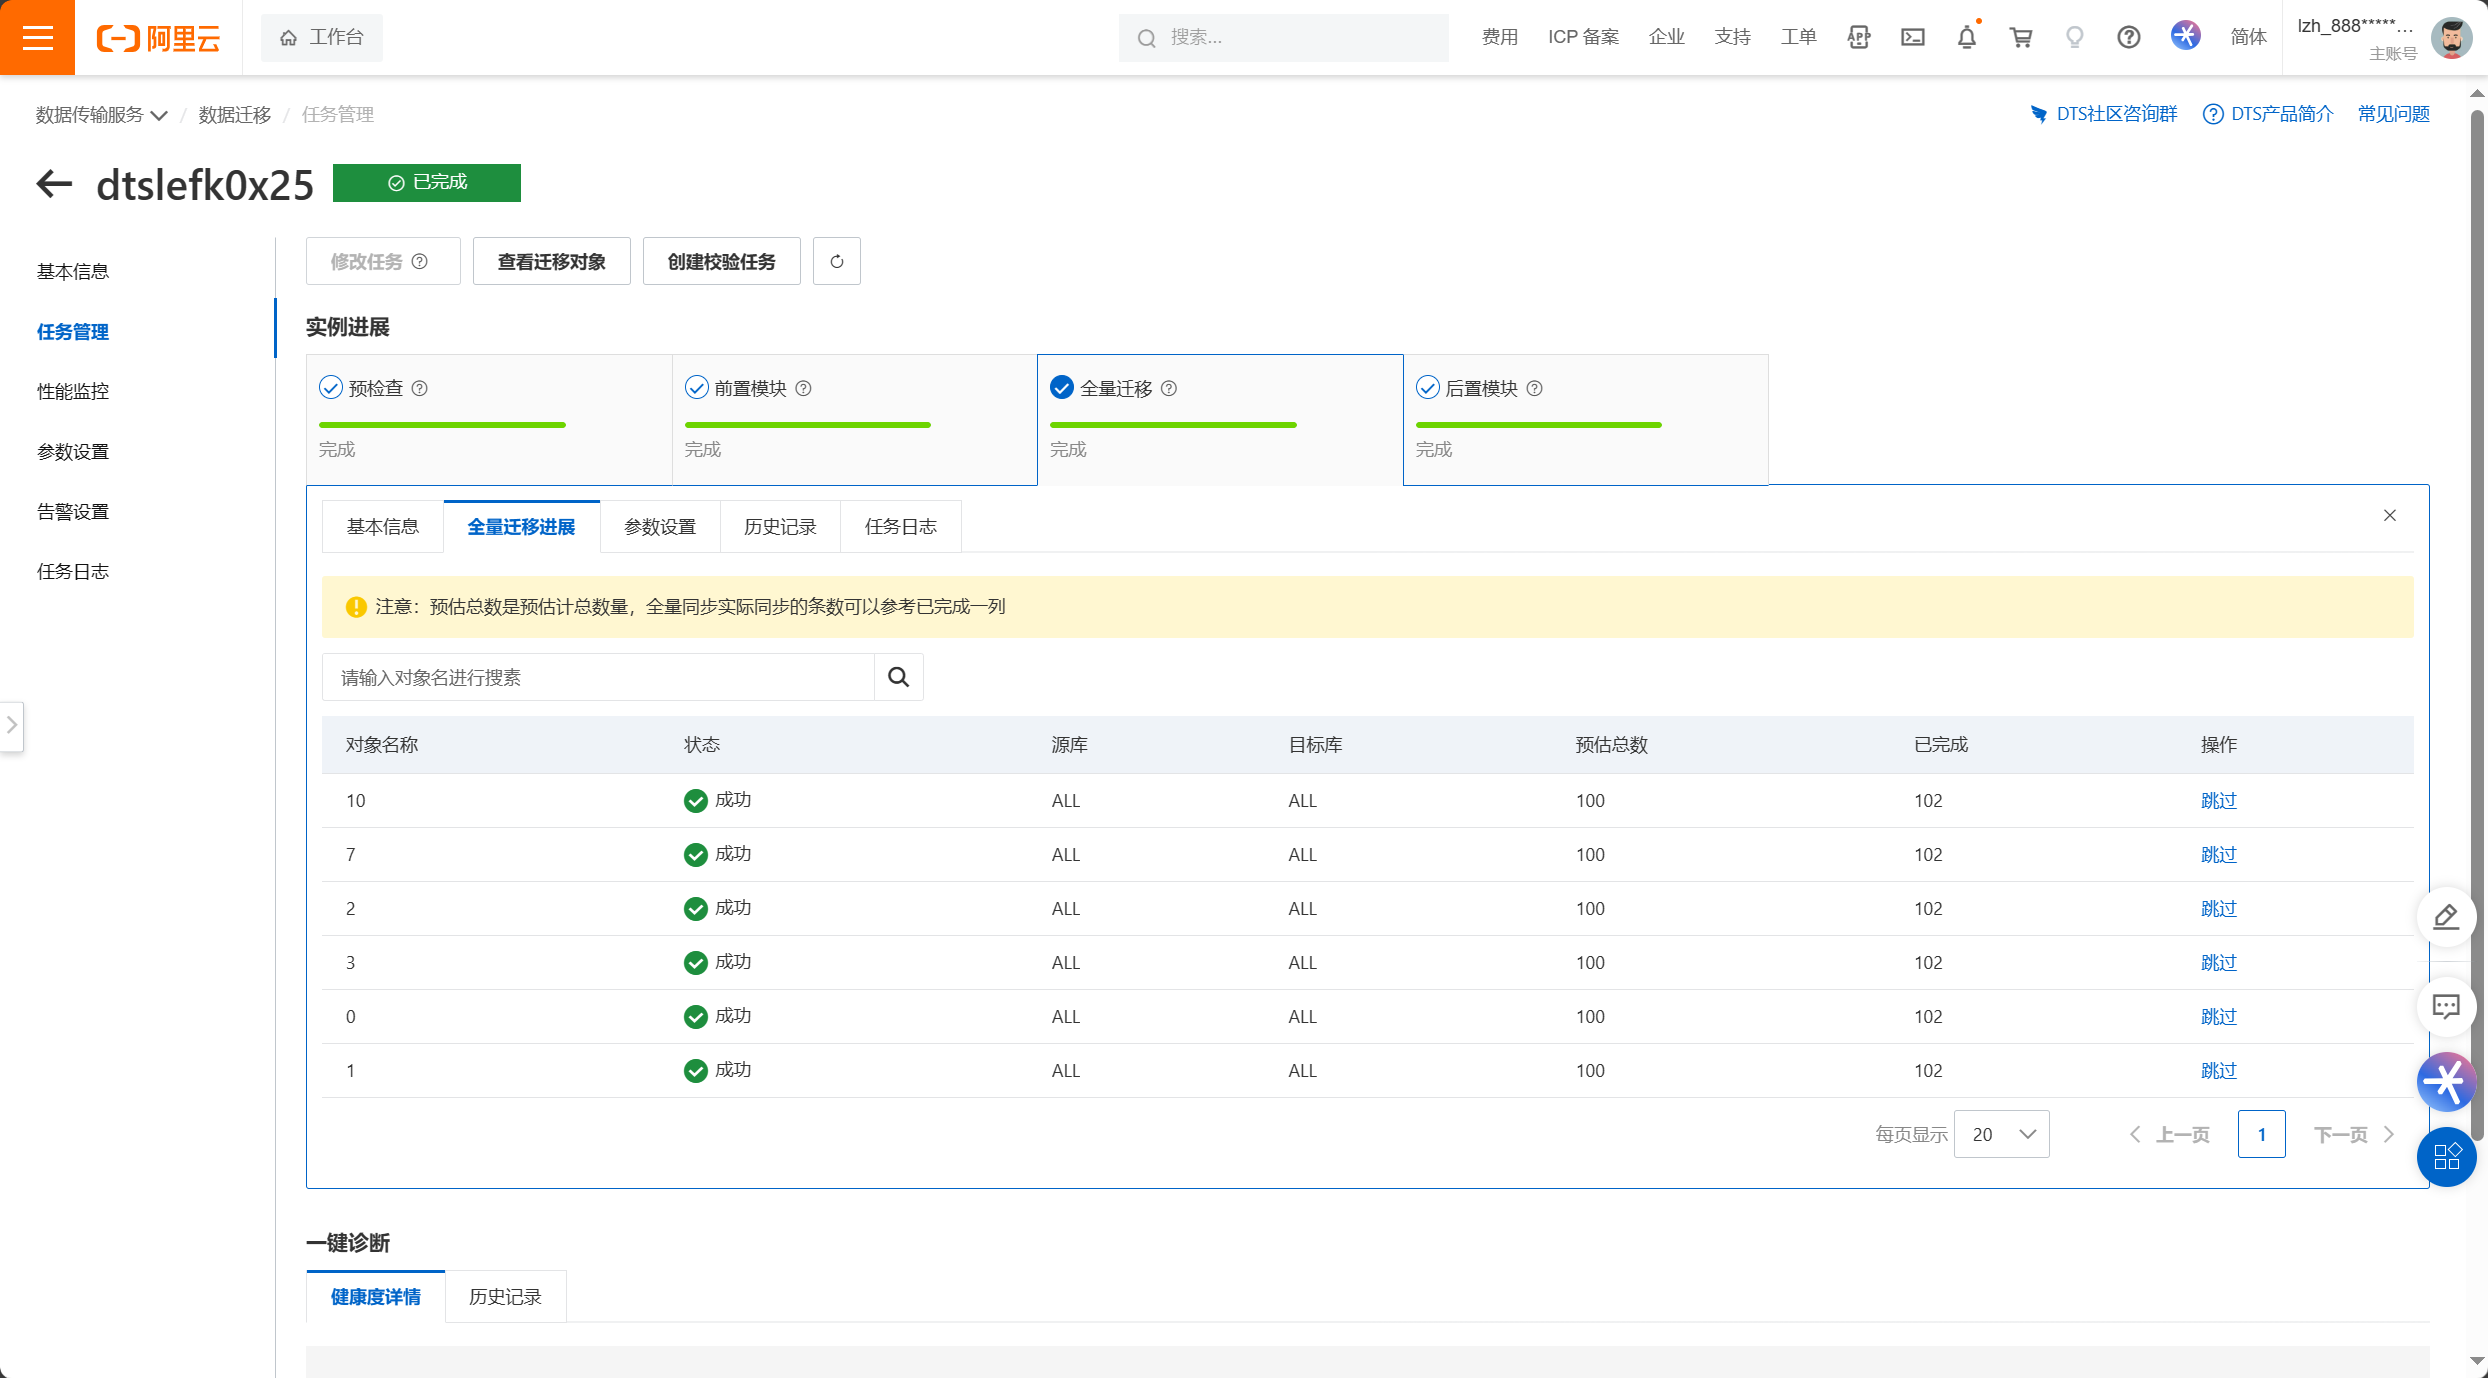 阿里云
工作台
搜索...
费用 ICP 备案 企业 支持 工单 APP 简体
lzh_888*****...
主账号
数据传输服务 / 数据迁移 / 任务管理
DTS社区咨询群 DTS产品简介 常见问题
dtslefk0x25 已完成
基本信息
任务管理
性能监控
参数设置
告警设置
任务日志
修改任务 查看迁移对象 创建校验任务
实例进展
预检查 前置模块 全量迁移 后置模块
完成 完成 完成 完成
基本信息 全量迁移进展 参数设置 历史记录 任务日志
注意：预估总数是预估计总数量，全量同步实际同步的条数可以参考已完成一列
请输入对象名进行搜素
对象名称 状态 源库 目标库 预估总数 已完成 操作
10 成功 ALL ALL 100 102 跳过
7 成功 ALL ALL 100 102 跳过
2 成功 ALL ALL 100 102 跳过
3 成功 ALL ALL 100 102 跳过
0 成功 ALL ALL 100 102 跳过
1 成功 ALL ALL 100 102 跳过
每页显示 20 上一页 1 下一页
一键诊断
健康度详情 历史记录